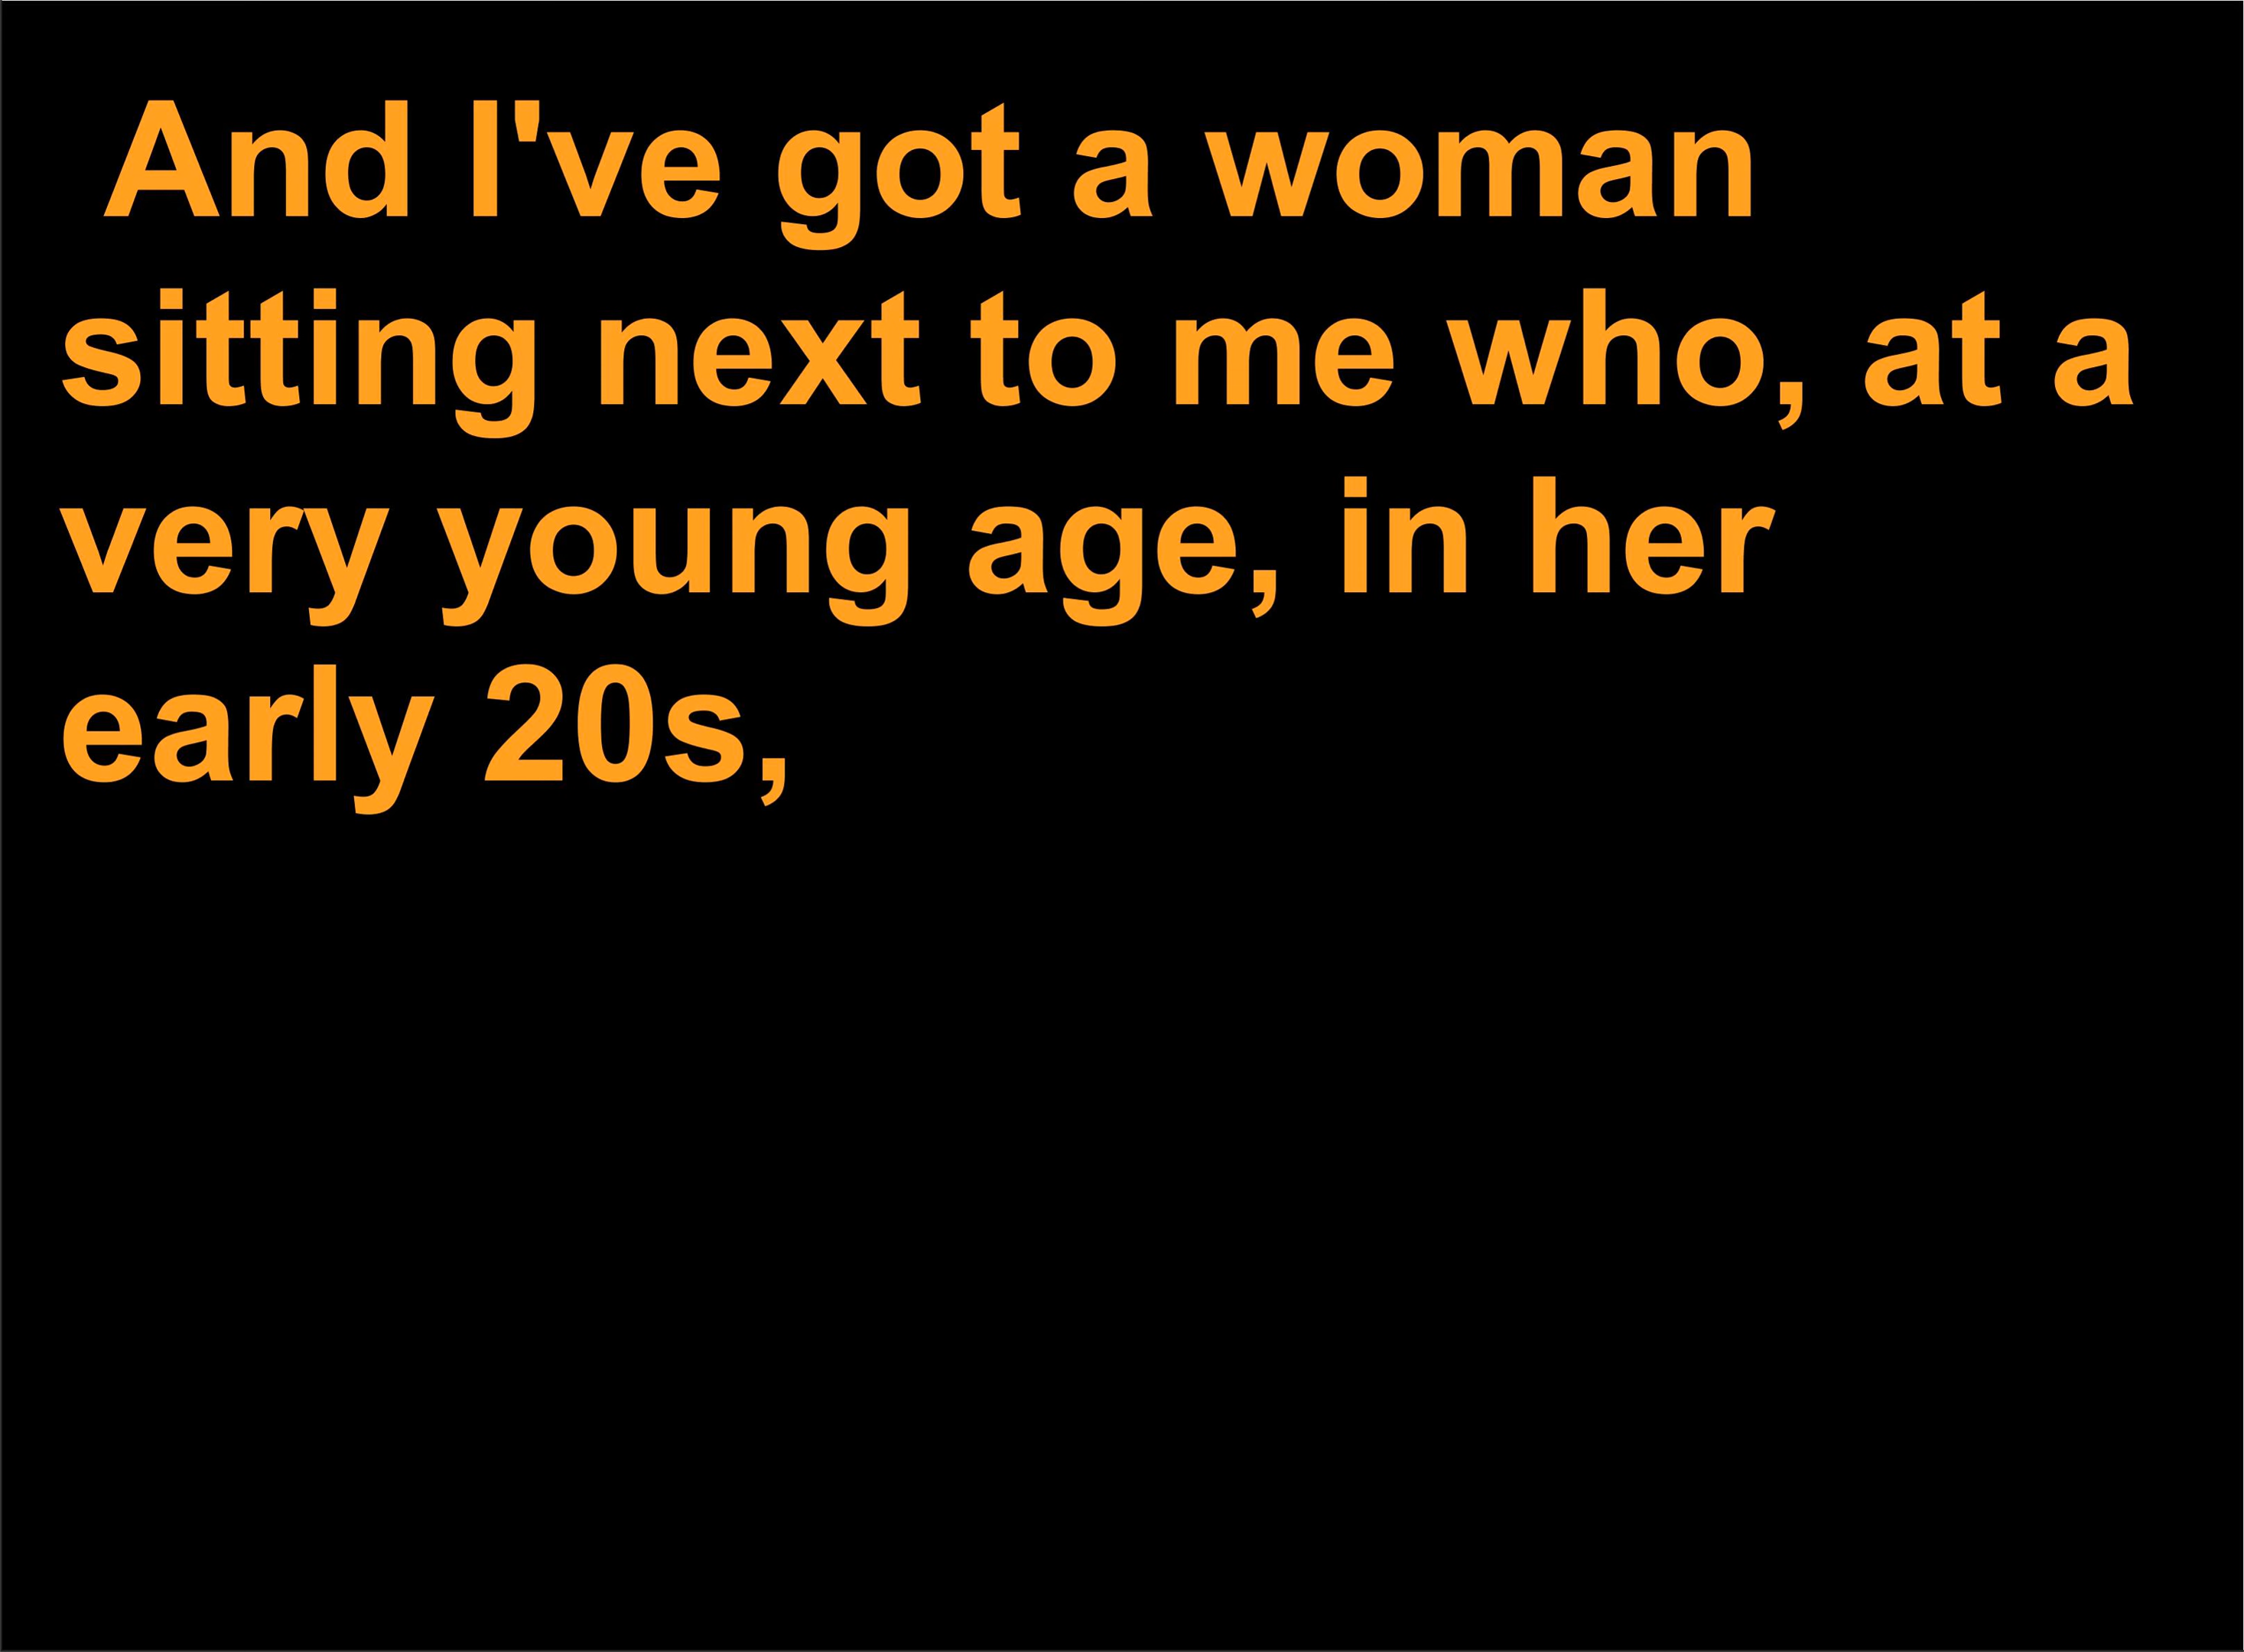 And I've got a woman
sitting next to me who, at a
very young age, in her
early 20s,